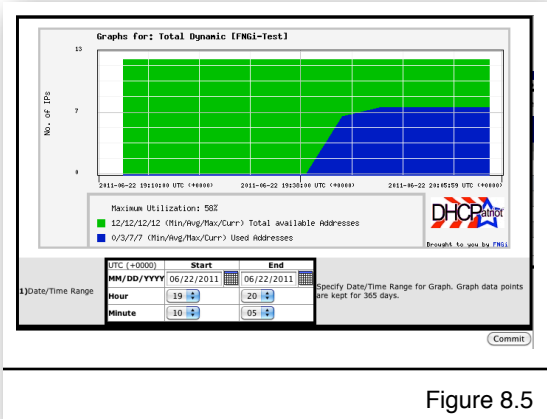 Graphs for: Total Dynamic [FNGi-Test]
13
No. of IPs
7
0
2011-06-22 19:10:00 UTC (+0000) 2011-06-22 19:38:00 UTC (+0000) 2011-06-22 20:05:59 UTC (+0000)
Maximum Utilization: 58%
12/12/12/12 (Min/Avg/Max/Curr) Total available Addresses
0/3/7/7 (Min/Avg/Max/Curr) Used Addresses
DHCPatriot
Brought to you by FNGi
UTC (+0000) Start End
MM/DD/YYYY 06/22/2011 06/22/2011
1)Date/Time Range
Hour 19 20
Minute 10 05
Specify Date/Time Range for Graph. Graph data points
are kept for 365 days.
Commit
Figure 8.5